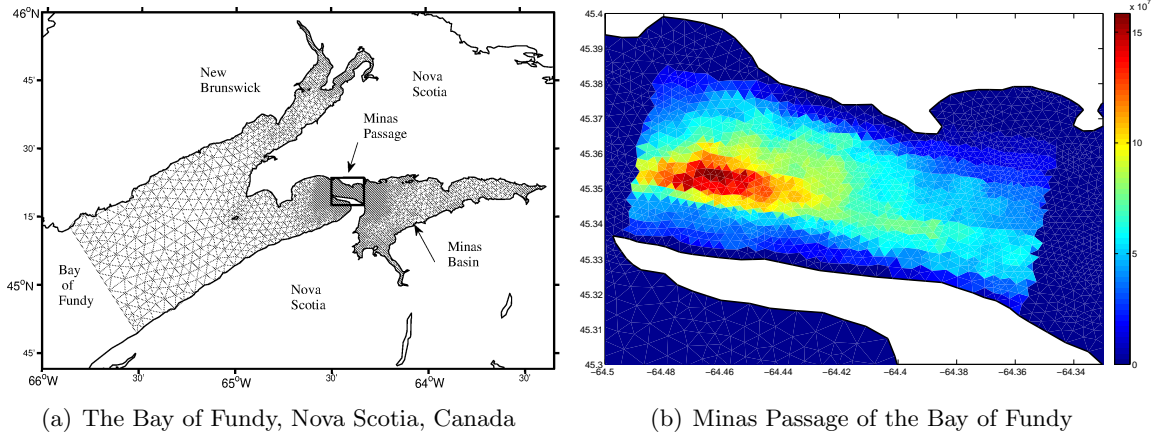 46°N
45'
30'
15'
45°N
45'
66°W
30'
65°W
30'
64°W
30'
New
Brunswick
Nova
Scotia
Minas
Passage
Minas
Basin
Bay
of
Fundy
Nova
Scotia
(a) The Bay of Fundy, Nova Scotia, Canada
45.4
45.39
45.38
45.37
45.36
45.35
45.34
45.33
45.32
45.31
45.3
−64.5
−64.48
−64.46
−64.44
−64.42
−64.4
−64.38
−64.36
−64.34
x 10⁷
15
10
5
0
(b) Minas Passage of the Bay of Fundy